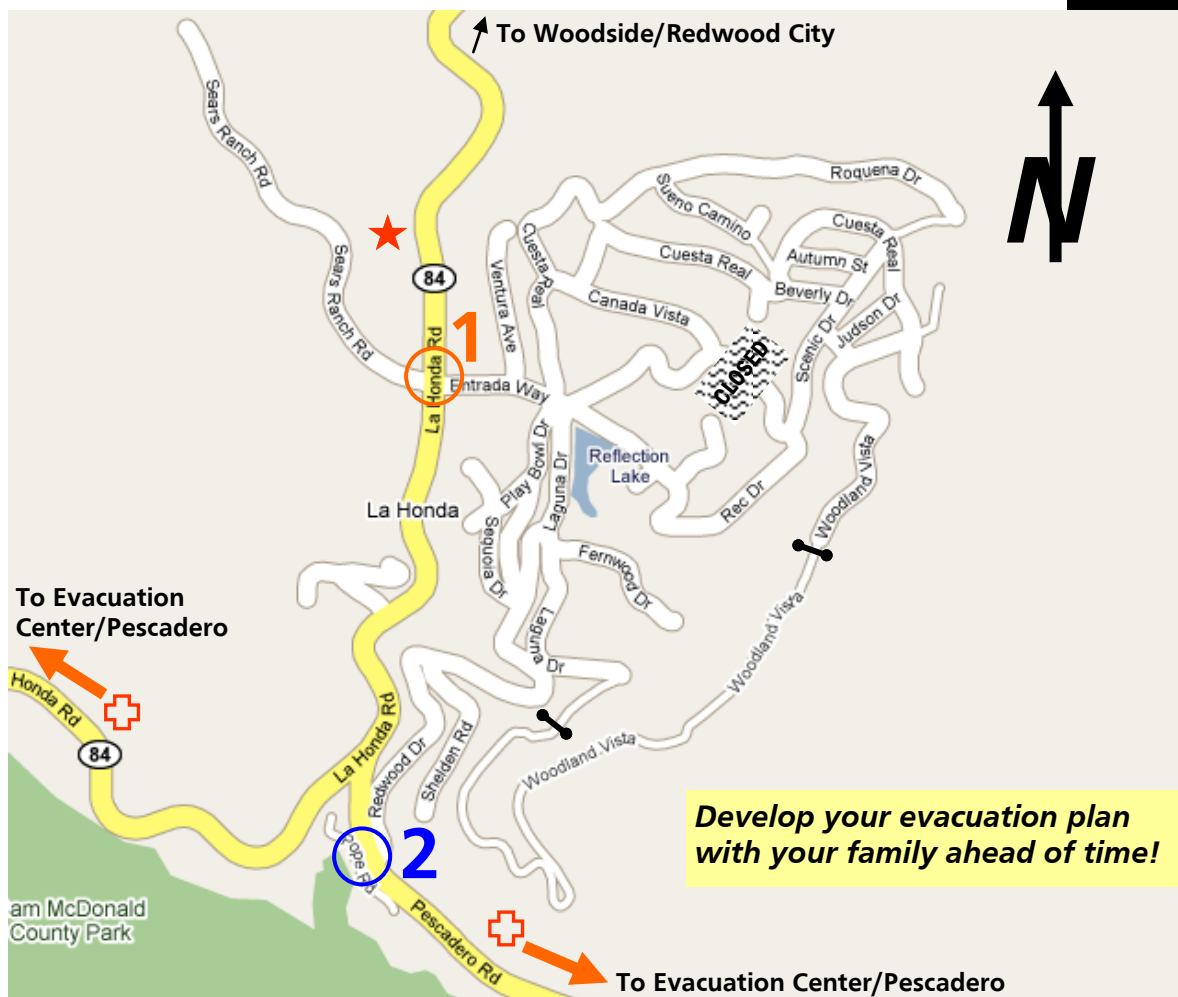 To Woodside/Redwood City
N
Sears Ranch Rd
Roquena Dr
Sueno Camino
Cuesta Real
Cuesta Real
Cuesta Real
Autumn St
Beverly Dr
Judson Dr
Scenic Dr
Canada Vista
Ventura Ave
Sears Ranch Rd
84
1
La Honda Rd
Entrada Way
CLOSED
Reflection
Lake
Play Bowl Dr
Laguna Dr
Rec Dr
Woodland Vista
La Honda
Sequoia Dr
Fernwood Dr
To Evacuation
Center/Pescadero
Laguna Dr
Woodland Vista
Honda Rd
84
La Honda Rd
Redwood Dr
Shelden Rd
Woodland Vista
2
Develop your evacuation plan
with your family ahead of time!
am McDonald
County Park
Pescadero Rd
To Evacuation Center/Pescadero